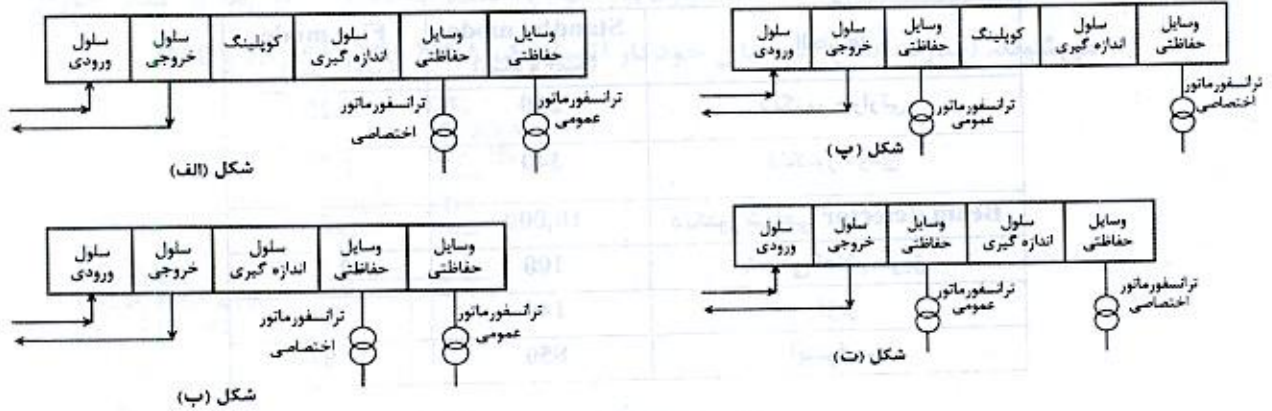 سلول
ورودی
سلول
خروجی
کوپلینگ
سلول
اندازه گیری
وسایل
حفاظتی
وسایل
حفاظتی
ترانسفورماتور
اختصاصی
ترانسفورماتور
عمومی
شکل (الف)
سلول
ورودی
سلول
خروجی
وسایل
حفاظتی
کوپلینگ
سلول
اندازه گیری
وسایل
حفاظتی
ترانسفورماتور
عمومی
ترانسفورماتور
اختصاصی
شکل (پ)
سلول
ورودی
سلول
خروجی
سلول
اندازه گیری
وسایل
حفاظتی
وسایل
حفاظتی
ترانسفورماتور
اختصاصی
ترانسفورماتور
عمومی
شکل (ب)
سلول
ورودی
سلول
خروجی
وسایل
حفاظتی
سلول
اندازه گیری
وسایل
حفاظتی
ترانسفورماتور
عمومی
ترانسفورماتور
اختصاصی
شکل (ت)